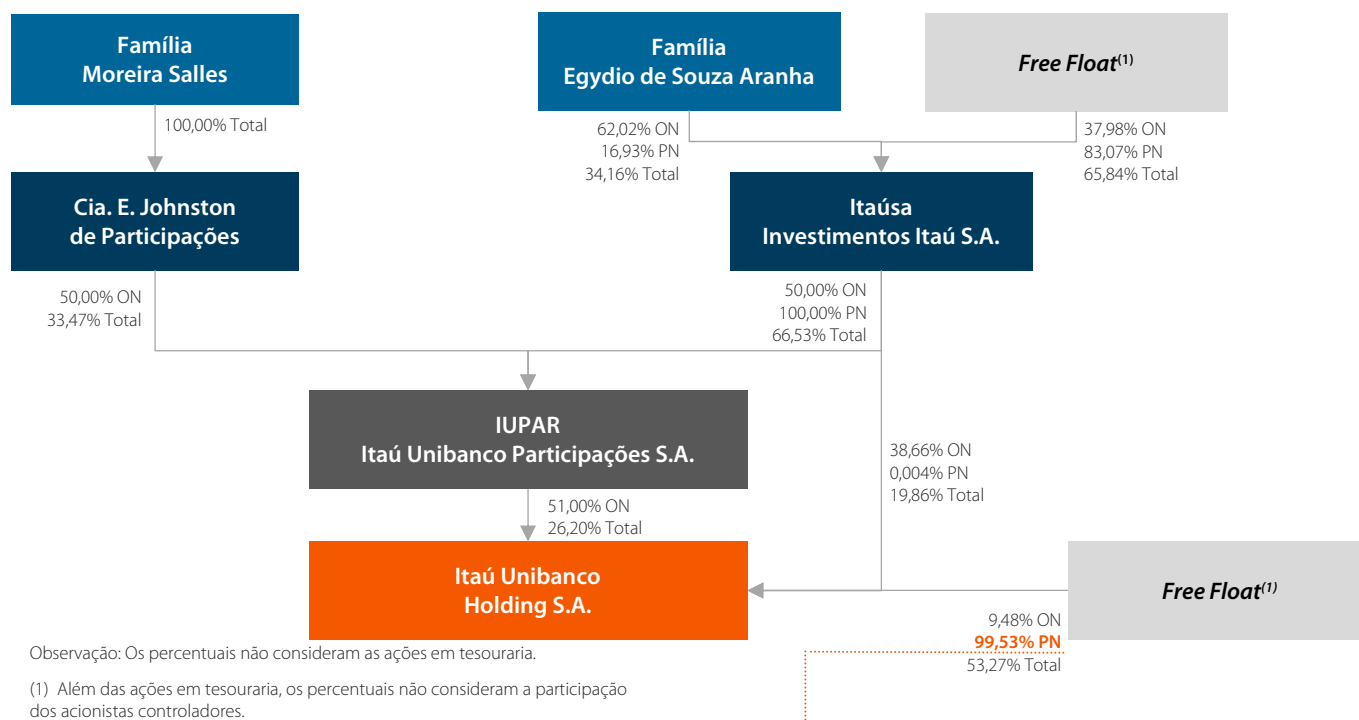 Família
Moreira Salles
Família
Egydio de Souza Aranha
Free Float(1)
100,00% Total
62,02% ON
16,93% PN
34,16% Total
37,98% ON
83,07% PN
65,84% Total
Cia. E. Johnston
de Participações
Itaúsa
Investimentos Itaú S.A.
50,00% ON
33,47% Total
50,00% ON
100,00% PN
66,53% Total
IUPAR
Itaú Unibanco Participações S.A.
38,66% ON
0,004% PN
19,86% Total
51,00% ON
26,20% Total
Itaú Unibanco
Holding S.A.
Free Float(1)
9,48% ON
99,53% PN
53,27% Total
Observação: Os percentuais não consideram as ações em tesouraria.
(1) Além das ações em tesouraria, os percentuais não consideram a participação
dos acionistas controladores.